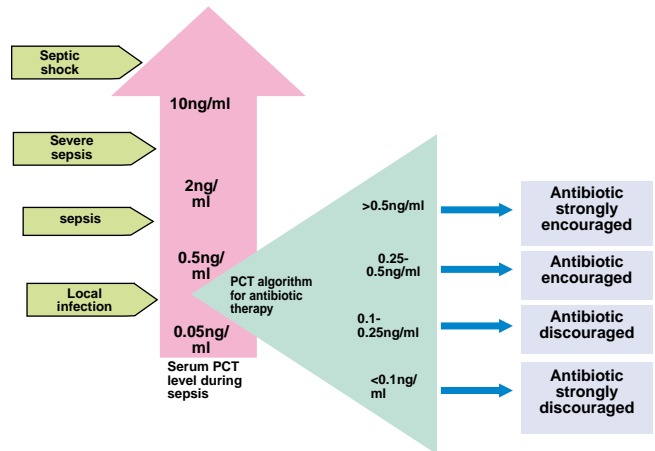 Septic
shock
10ng/ml
Severe
sepsis
2ng/
ml
sepsis
0.5ng/
ml
Local
infection
0.05ng/
ml
Serum PCT
level during
sepsis
PCT algorithm
for antibiotic
therapy
>0.5ng/ml
Antibiotic
strongly
encouraged
0.25-
0.5ng/ml
Antibiotic
encouraged
0.1-
0.25ng/ml
Antibiotic
discouraged
<0.1ng/
ml
Antibiotic
strongly
discouraged